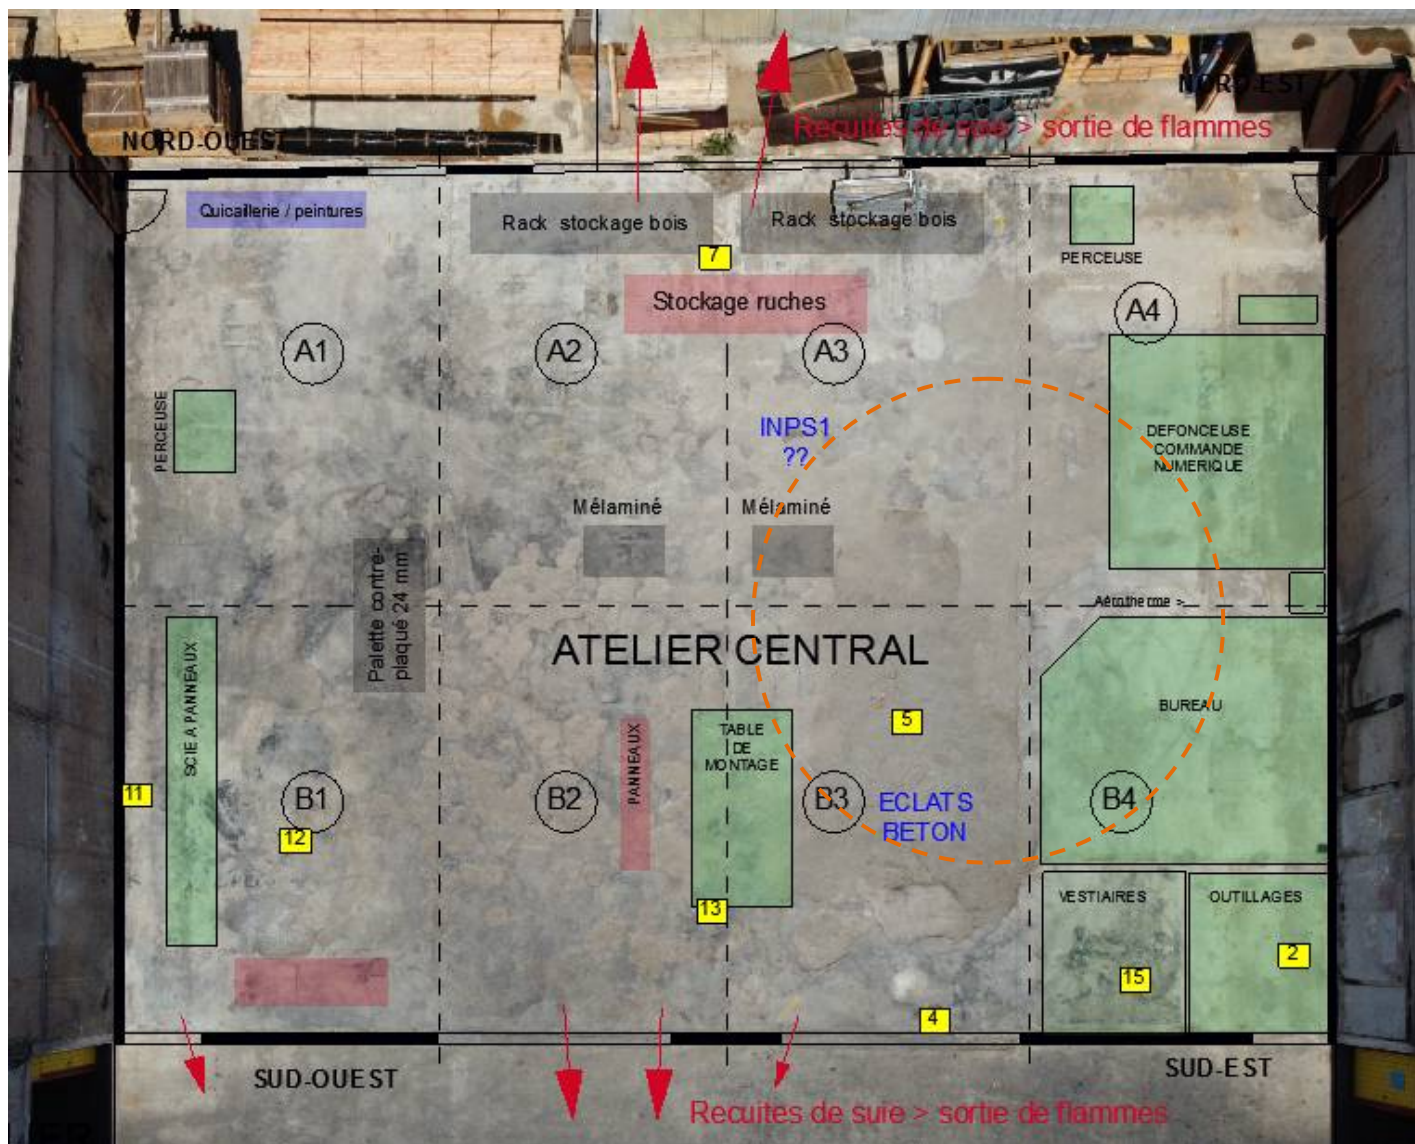 NORD-OUEST
NORD-EST
Recuites de suie > sortie de flammes
Quicaillerie / peintures
Rack stockage bois
Rack stockage bois
7
PERCEUSE
Stockage ruches
A1
A2
A3
A4
PERCEUSE
INPS1
??
DEFONCEUSE
COMMANDE
NUMERIQUE
Mélaminé
Mélaminé
Palette contre-
plaqué 24 mm
Aérotherme >
ATELIER CENTRAL
SCIE A PANNEAUX
PANNEAUX
TABLE
DE
MONTAGE
5
BUREAU
11
B1
B2
B3
B4
ECLATS
BETON
12
13
VESTIAIRES
OUTILLAGES
2
15
4
SUD-OUEST
SUD-EST
Recuites de suie > sortie de flammes